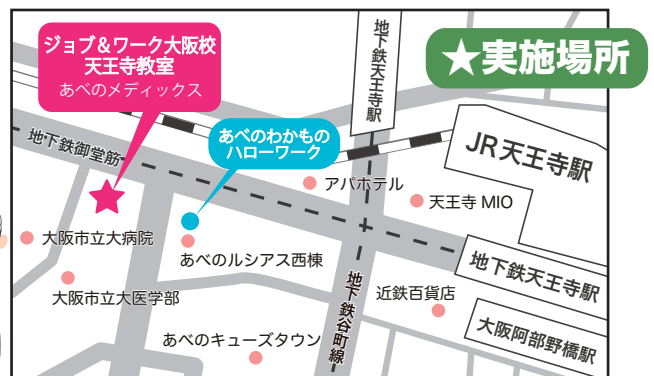 ジョブ＆ワーク大阪校
天王寺教室
あべのメディックス
★実施場所
地下鉄天王寺駅
あべのわかもの
ハローワーク
JR天王寺駅
地下鉄御堂筋
アパホテル
天王寺 MIO
大阪市立大病院
あべのルシアス西棟
地下鉄天王寺駅
大阪市立大医学部
近鉄百貨店
地下鉄谷町線
大阪阿部野橋駅
あべのキューズタウン